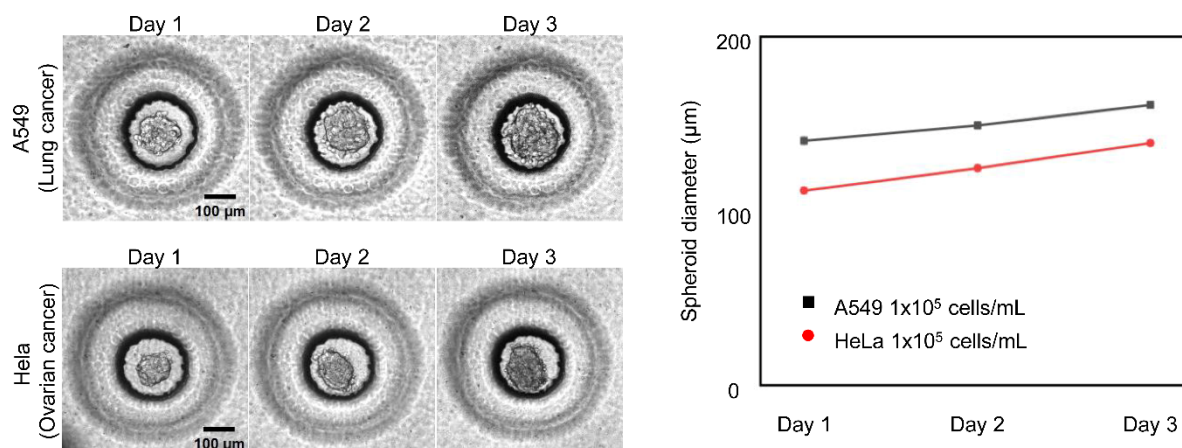 Day 1 Day 2 Day 3
A549
(Lung cancer)
100 µm
Day 1 Day 2 Day 3
Hela
(Ovarian cancer)
100 µm
200
100
0
Spheroid diameter (µm)
A549 1x10⁵ cells/mL
HeLa 1x10⁵ cells/mL
Day 1 Day 2 Day 3